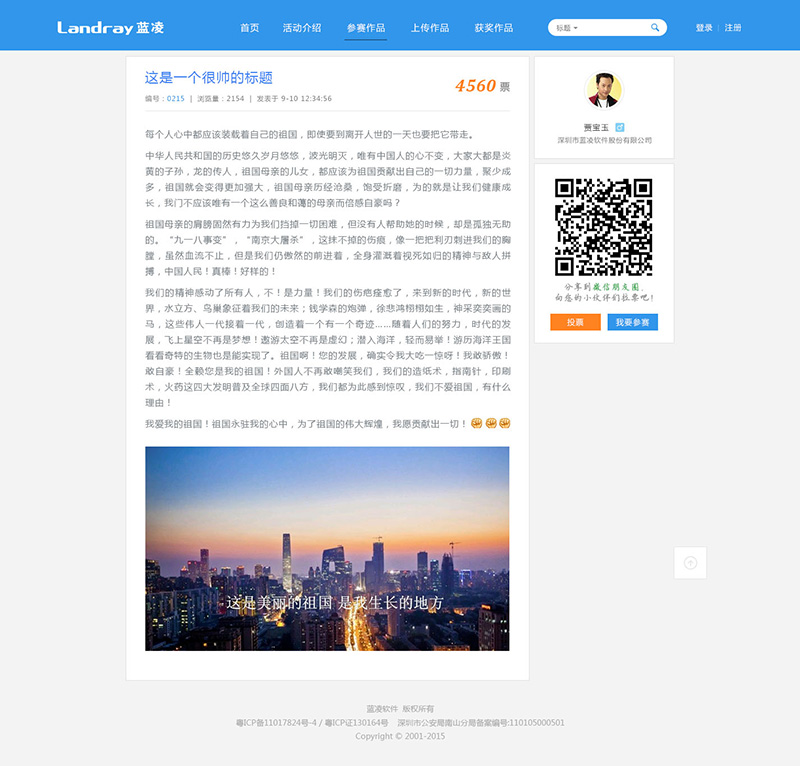 Landray 蓝凌
首页 活动介绍 参赛作品 上传作品 获奖作品 标题 登录 | 注册
这是一个很帅的标题
4560 票
编号：0215 | 浏览量：2154 | 发表于 9-10 12:34:56
每个人心中都应该装载着自己的祖国，即使要到离开人世的一天也要把它带走。
中华人民共和国的历史悠久岁月悠悠，波光明灭，唯有中国人的心不变，大家大都是炎
黄的子孙，龙的传人，祖国母亲的儿女，都应该为祖国贡献出自己的一切力量，聚少成
多，祖国就会变得更加强大，祖国母亲历经沧桑，饱受折磨，为的就是让我们健康成
长，我门不应该唯有一个这么善良和蔼的母亲而倍感自豪吗？
祖国母亲的肩膀固然有力为我们挡掉一切困难，但没有人帮助她的时候，却是孤独无助
的。“九一八事变”，“南京大屠杀”，这抹不掉的伤痕，像一把把利刃刺进我们的胸
膛，虽然血流不止，但是我们仍傲然的前进着，全身灌溉着视死如归的精神与敌人拼
搏，中国人民！真棒！好样的！
我们的精神感动了所有人，不！是力量！我们的伤疤痊愈了，来到新的时代，新的世
界，水立方、鸟巢象征着我们的未来；钱学森的炮弹，徐悲鸿栩栩如生，神采奕奕画的
马，这些伟人一代接着一代，创造着一个有一个奇迹……随着人们的努力，时代的发
展，飞上星空不再是梦想！遨游太空不再是虚幻；潜入海洋，轻而易举！游历海洋王国
看看奇特的生物也是能实现了。祖国啊！您的发展，确实令我大吃一惊呀！我敢骄傲！
敢自豪！全赖您是我的祖国！外国人不再敢嘲笑我们，我们的造纸术，指南针，印刷
术，火药这四大发明普及全球四面八方，我们都为此感到惊叹，我们不爱祖国，有什么
理由！
我爱我的祖国！祖国永驻我的心中，为了祖国的伟大辉煌，我愿贡献出一切！
这是美丽的祖国 是我生长的地方
贾宝玉
深圳市蓝凌软件股份有限公司
分享到微信朋友圈，
向您的小伙伴们拉票吧！
投票 我要参赛
蓝凌软件 版权所有
粤ICP备11017824号-4 / 粤ICP证130164号 深圳市公安局南山分局备案编号:110105000501
Copyright © 2001-2015